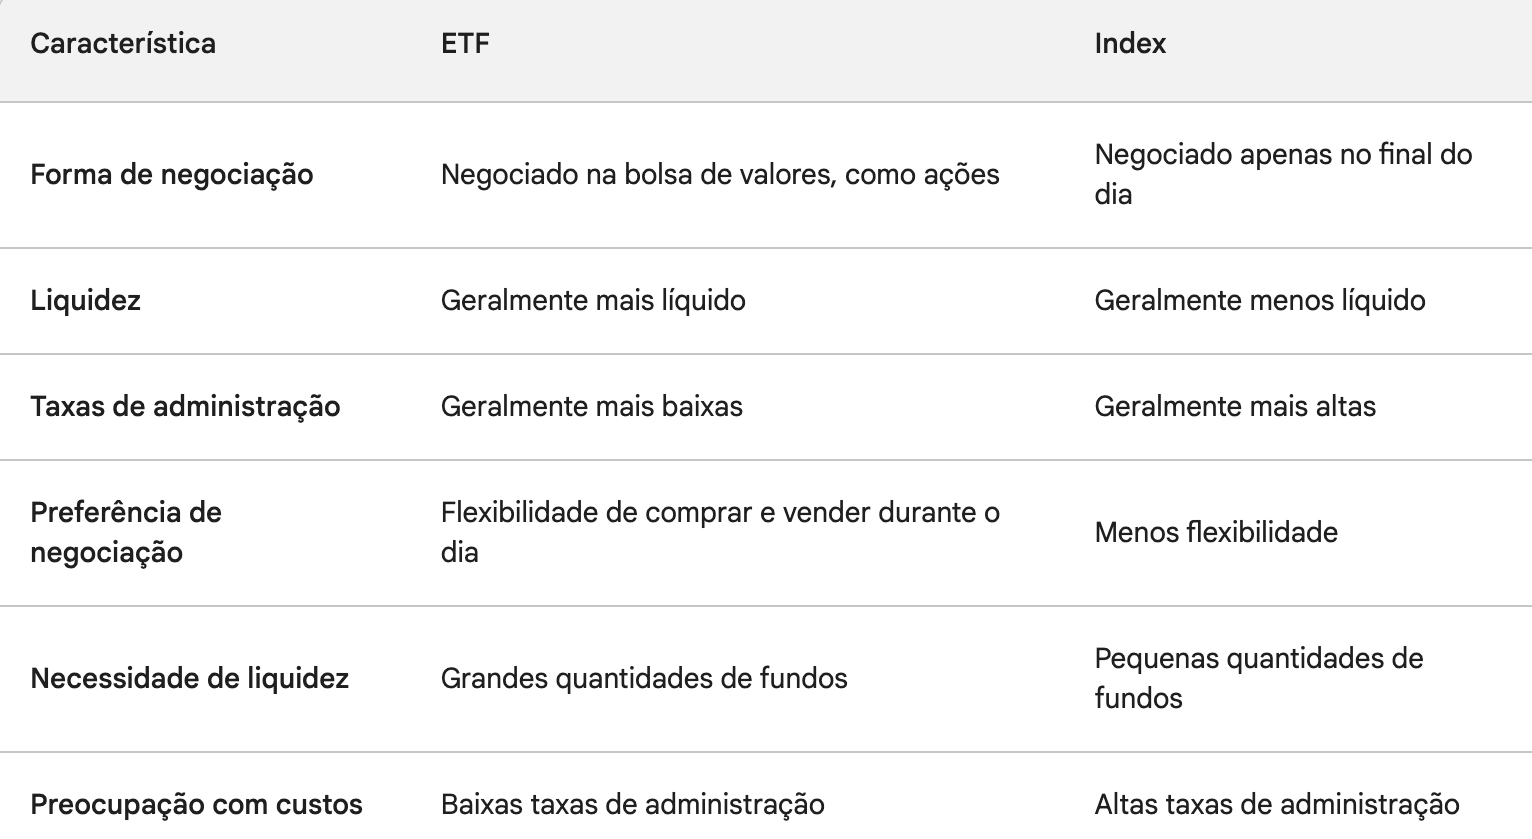 Característica ETF Index
Forma de negociação Negociado na bolsa de valores, como ações Negociado apenas no final do
dia
Liquidez Geralmente mais líquido Geralmente menos líquido
Taxas de administração Geralmente mais baixas Geralmente mais altas
Preferência de
negociação Flexibilidade de comprar e vender durante o
dia Menos flexibilidade
Necessidade de liquidez Grandes quantidades de fundos Pequenas quantidades de
fundos
Preocupação com custos Baixas taxas de administração Altas taxas de administração